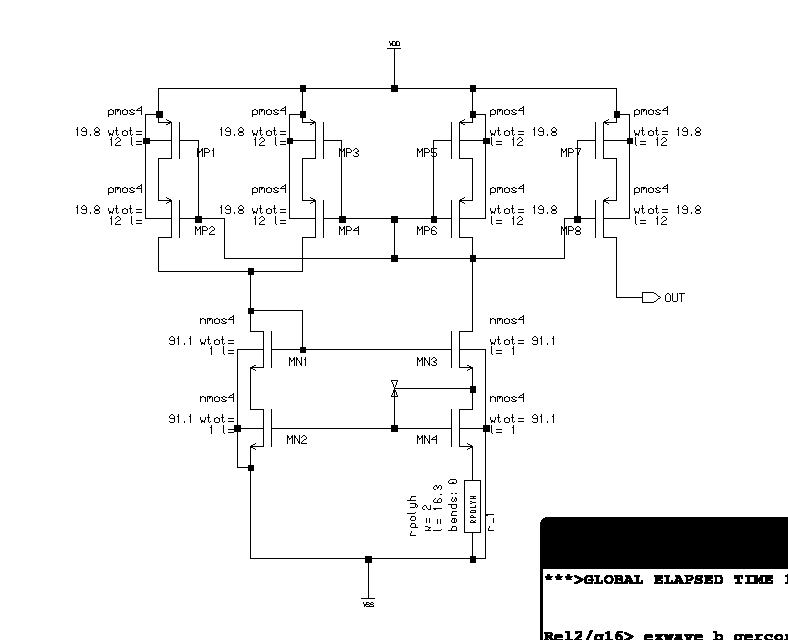 VDD
pmos4 pmos4 pmos4 pmos4
19.8 wtot= 19.8 wtot= wtot= 19.8 wtot= 19.8
12 l= 12 l= l= 12 l= 12
MP1 MP3 MP5 MP7
pmos4 pmos4 pmos4 pmos4
19.8 wtot= 19.8 wtot= wtot= 19.8 wtot= 19.8
12 l= 12 l= l= 12 l= 12
MP2 MP4 MP6 MP8
OUT
nmos4 nmos4
91.1 wtot= wtot= 91.1
1 l= l= 1
MN1 MN3
nmos4 nmos4
91.1 wtot= wtot= 91.1
1 l= l= 1
MN2 MN4
rpolyh
w= 2
l= 16.3
bends: 0
RPOLYH
r_1
VSS
***>GLOBAL ELAPSED TIME
Rel2/g16> exwave b